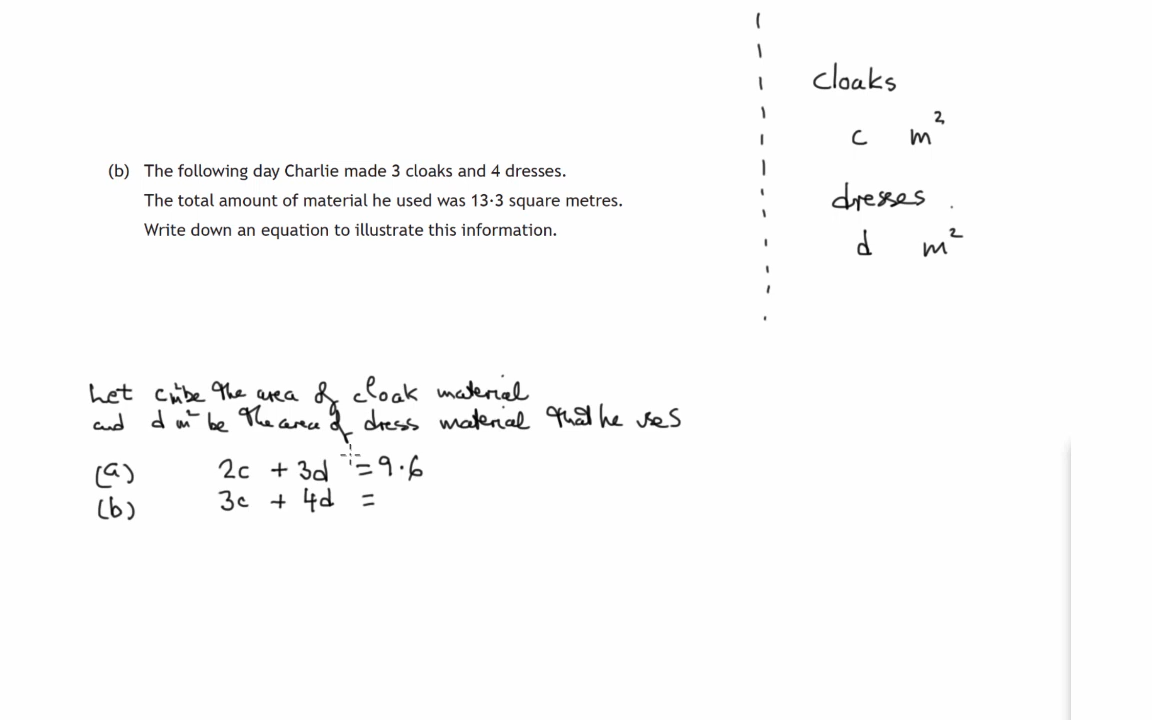 (b) The following day Charlie made 3 cloaks and 4 dresses.
The total amount of material he used was 13·3 square metres.
Write down an equation to illustrate this information.
cloaks
c m²
dresses .
d m²
Let c m² be the area of cloak material
and d m² be the area of dress material that he uses
(a) 2c + 3d = 9·6
(b) 3c + 4d =